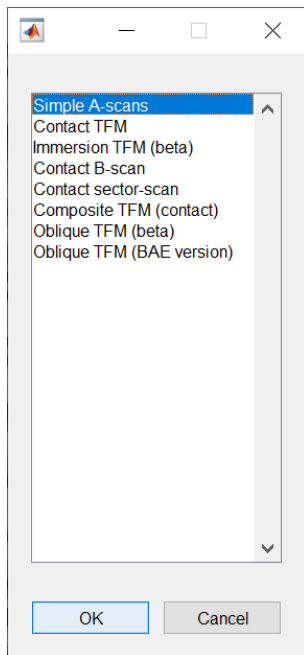 Simple A-scans
Contact TFM
Immersion TFM (beta)
Contact B-scan
Contact sector-scan
Composite TFM (contact)
Oblique TFM (beta)
Oblique TFM (BAE version)
OK
Cancel